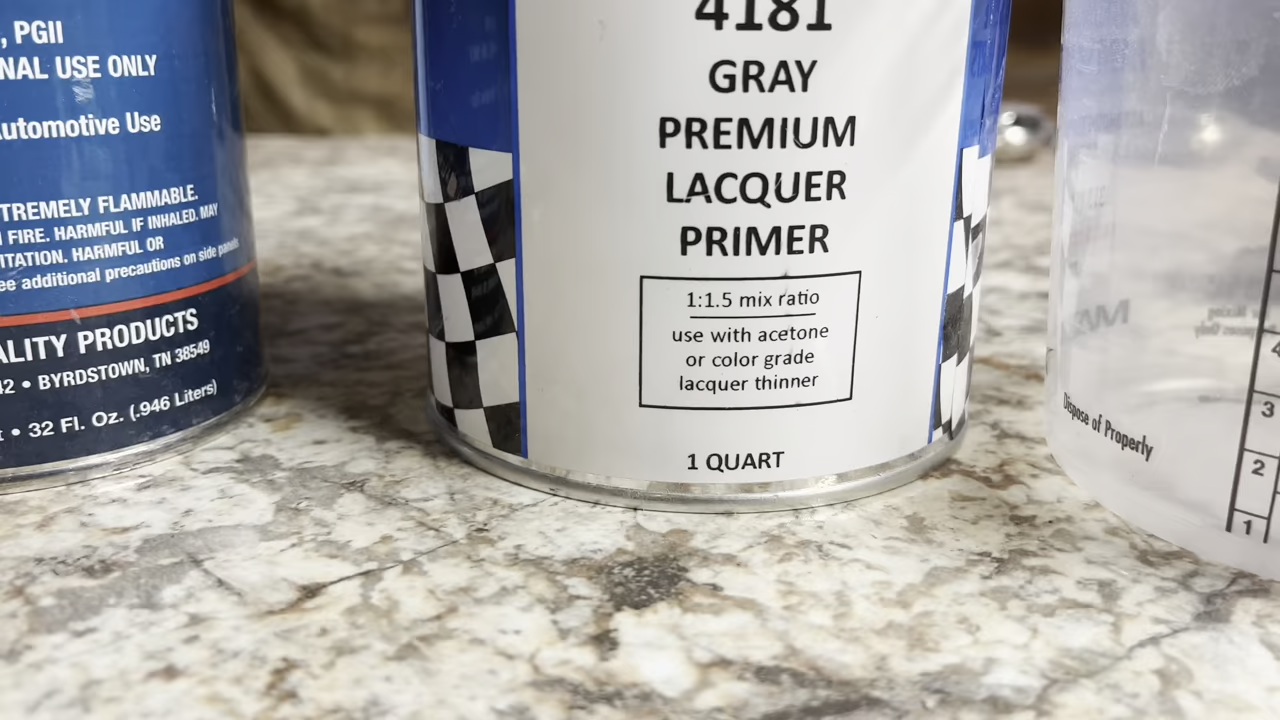 , PGII
NAL USE ONLY
Automotive Use
TREMELY FLAMMABLE.
FIRE. HARMFUL IF INHALED. MAY
ITATION. HARMFUL OR
ee additional precautions on side panels
ALITY PRODUCTS
42 • BYRDSTOWN, TN 38549
t • 32 Fl. Oz. (.946 Liters)
4181
GRAY
PREMIUM
LACQUER
PRIMER
1:1.5 mix ratio
use with acetone
or color grade
lacquer thinner
1 QUART
Dispose of Properly
4
3
2
1